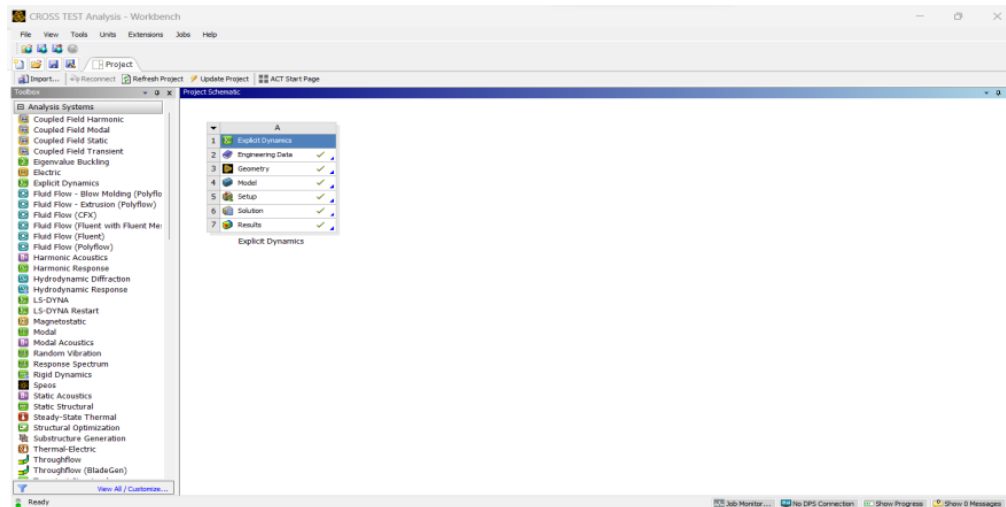 CROSS TEST Analysis - Workbench
File View Tools Units Extensions Jobs Help
Project
Import... Reconnect Refresh Project Update Project ACT Start Page
Toolbox
Project Schematic
Analysis Systems
Coupled Field Harmonic
Coupled Field Modal
Coupled Field Static
Coupled Field Transient
Eigenvalue Buckling
Electric
Explicit Dynamics
Fluid Flow - Blow Molding (Polyflo
Fluid Flow - Extrusion (Polyflow)
Fluid Flow (CFX)
Fluid Flow (Fluent with Fluent Me:
Fluid Flow (Fluent)
Fluid Flow (Polyflow)
Harmonic Acoustics
Harmonic Response
Hydrodynamic Diffraction
Hydrodynamic Response
LS-DYNA
LS-DYNA Restart
Magnetostatic
Modal
Modal Acoustics
Random Vibration
Response Spectrum
Rigid Dynamics
Speos
Static Acoustics
Static Structural
Steady-State Thermal
Structural Optimization
Substructure Generation
Thermal-Electric
Throughflow
Throughflow (BladeGen)
View All / Customize...
A
1 Explicit Dynamics
2 Engineering Data
3 Geometry
4 Model
5 Setup
6 Solution
7 Results
Explicit Dynamics
Ready
Job Monitor... No DPS Connection Show Progress Show 0 Messages